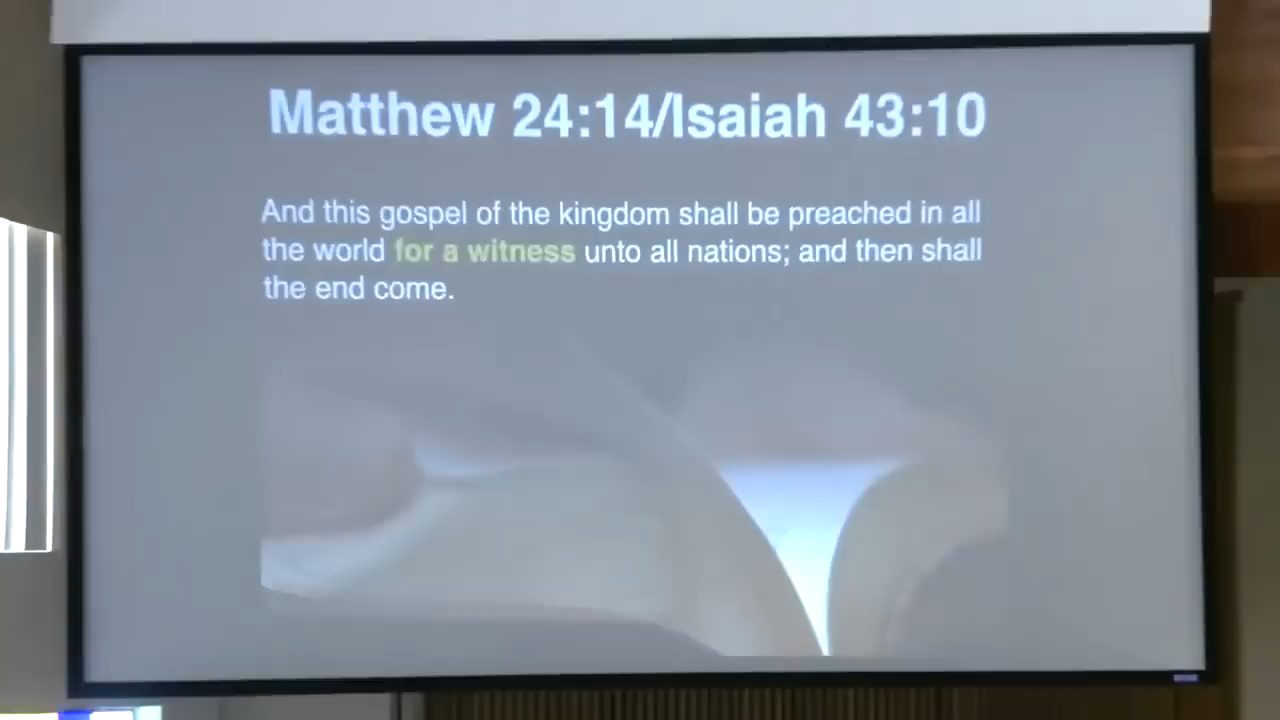 Matthew 24:14/Isaiah 43:10
And this gospel of the kingdom shall be preached in all
the world for a witness unto all nations; and then shall
the end come.